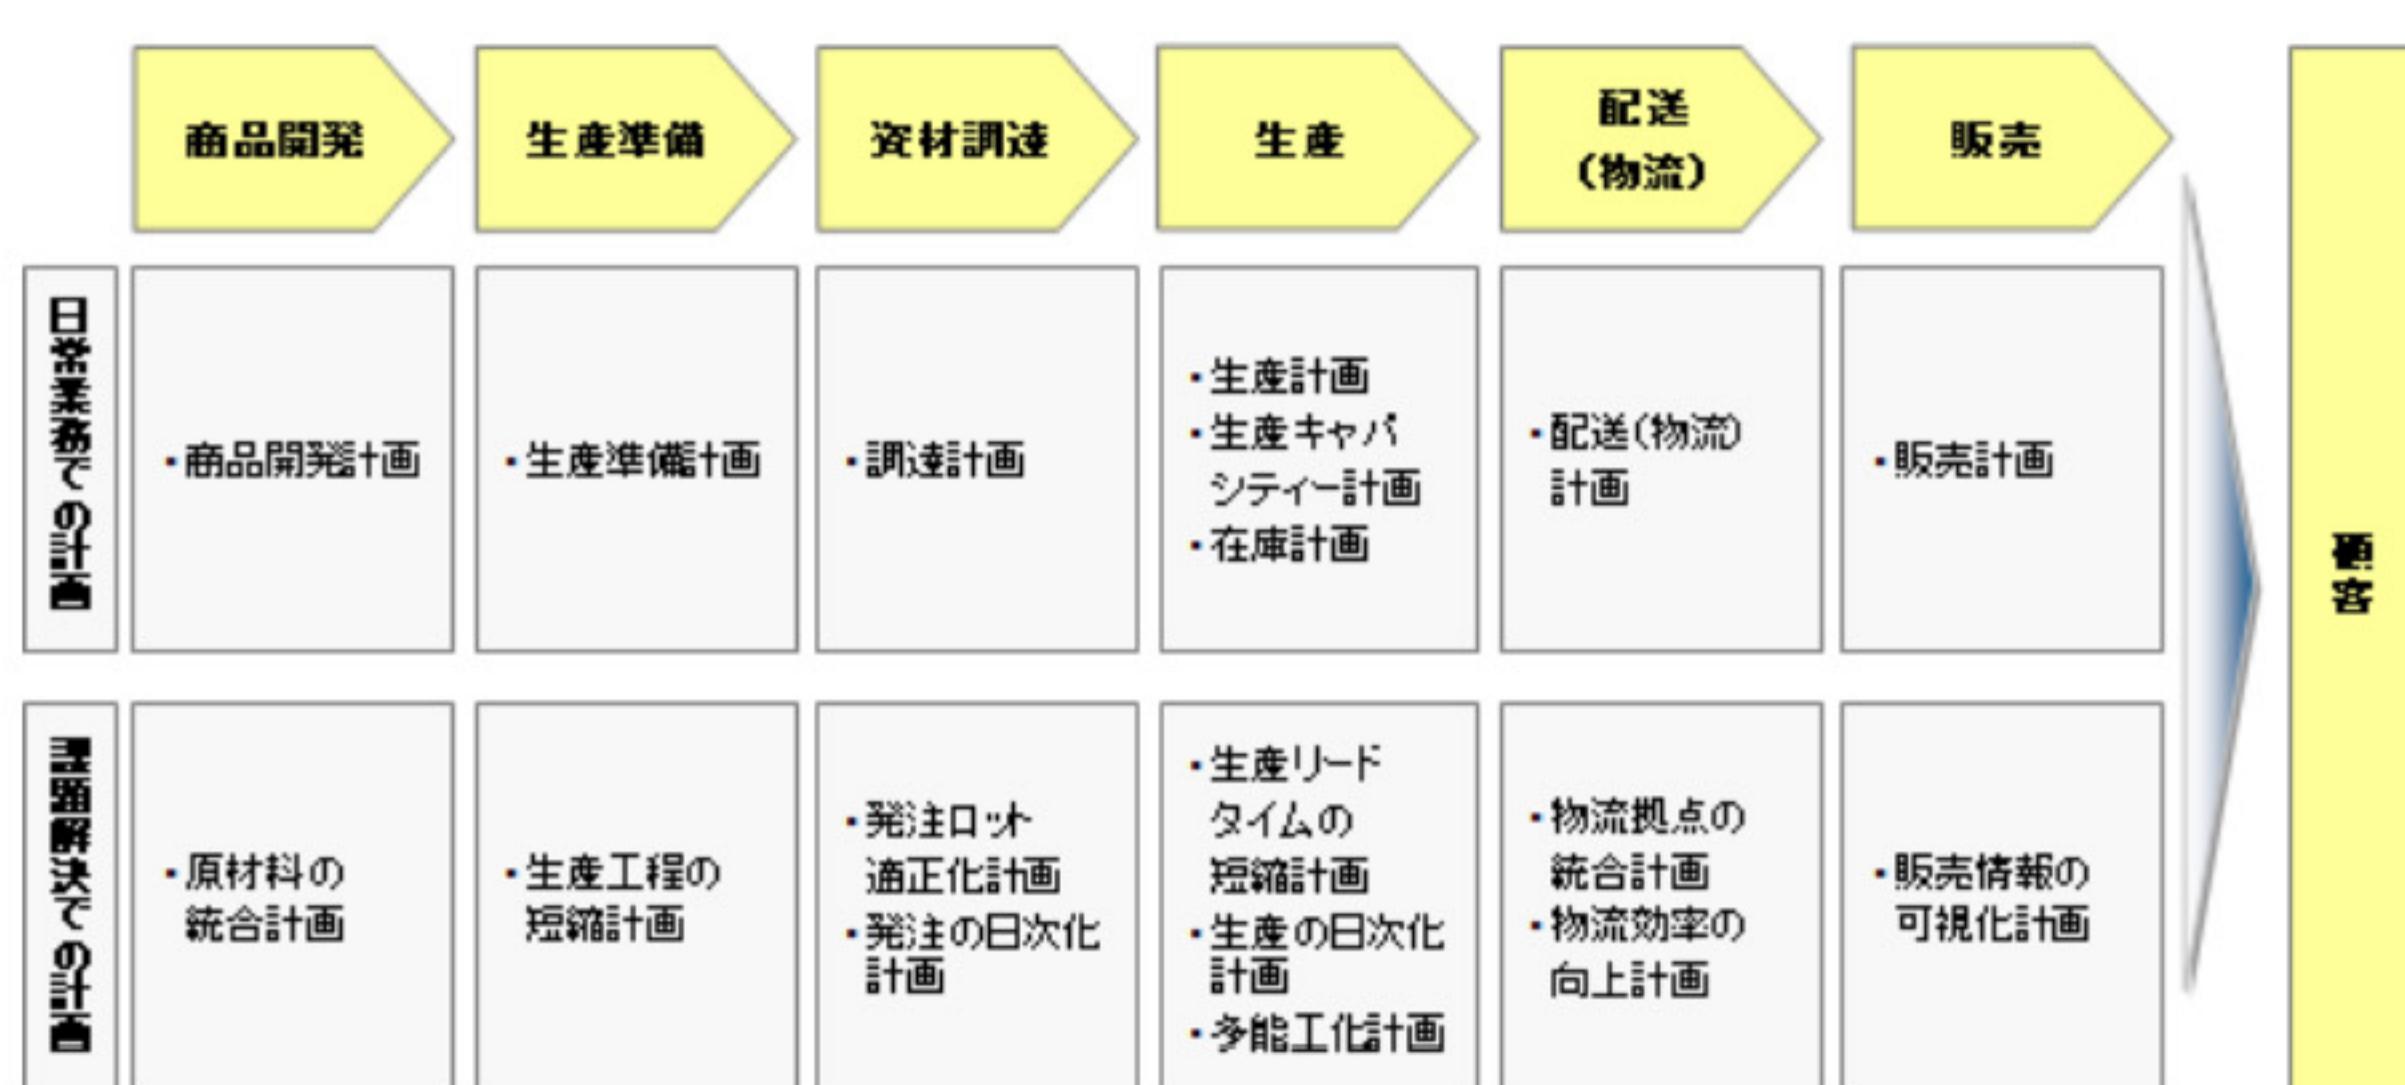 商品開発
生産準備
資材調達
生産
配送
（物流）
販売
日常業務での計画
・商品開発計画
・生産準備計画
・調達計画
・生産計画
・生産キャパ
シティー計画
・在庫計画
・配送（物流）
計画
・販売計画
顧客
課題解決での計画
・原材料の
統合計画
・生産工程の
短縮計画
・発注ロット
適正化計画
・発注の日次化
計画
・生産リード
タイムの
短縮計画
・生産の日次化
計画
・多能工化計画
・物流拠点の
統合計画
・物流効率の
向上計画
・販売情報の
可視化計画